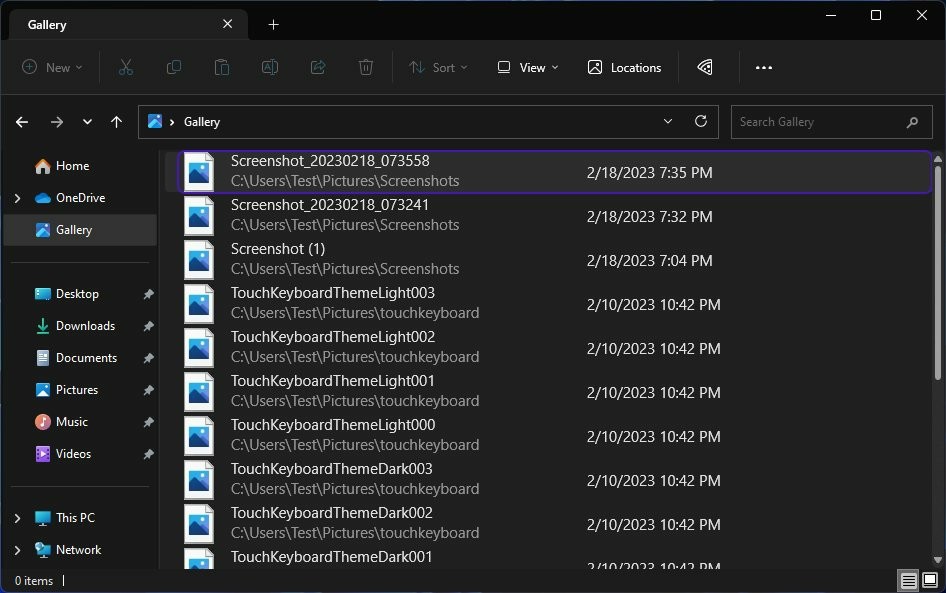 Gallery
New
Sort
View
Locations
Gallery
Search Gallery
Home
OneDrive
Gallery
Desktop
Downloads
Documents
Pictures
Music
Videos
This PC
Network
Screenshot_20230218_073558
C:\Users\Test\Pictures\Screenshots
2/18/2023 7:35 PM
Screenshot_20230218_073241
C:\Users\Test\Pictures\Screenshots
2/18/2023 7:32 PM
Screenshot (1)
C:\Users\Test\Pictures\Screenshots
2/18/2023 7:04 PM
TouchKeyboardThemeLight003
C:\Users\Test\Pictures\touchkeyboard
2/10/2023 10:42 PM
TouchKeyboardThemeLight002
C:\Users\Test\Pictures\touchkeyboard
2/10/2023 10:42 PM
TouchKeyboardThemeLight001
C:\Users\Test\Pictures\touchkeyboard
2/10/2023 10:42 PM
TouchKeyboardThemeLight000
C:\Users\Test\Pictures\touchkeyboard
2/10/2023 10:42 PM
TouchKeyboardThemeDark003
C:\Users\Test\Pictures\touchkeyboard
2/10/2023 10:42 PM
TouchKeyboardThemeDark002
C:\Users\Test\Pictures\touchkeyboard
2/10/2023 10:42 PM
TouchKeyboardThemeDark001
2/10/2023 10:42 PM
0 items